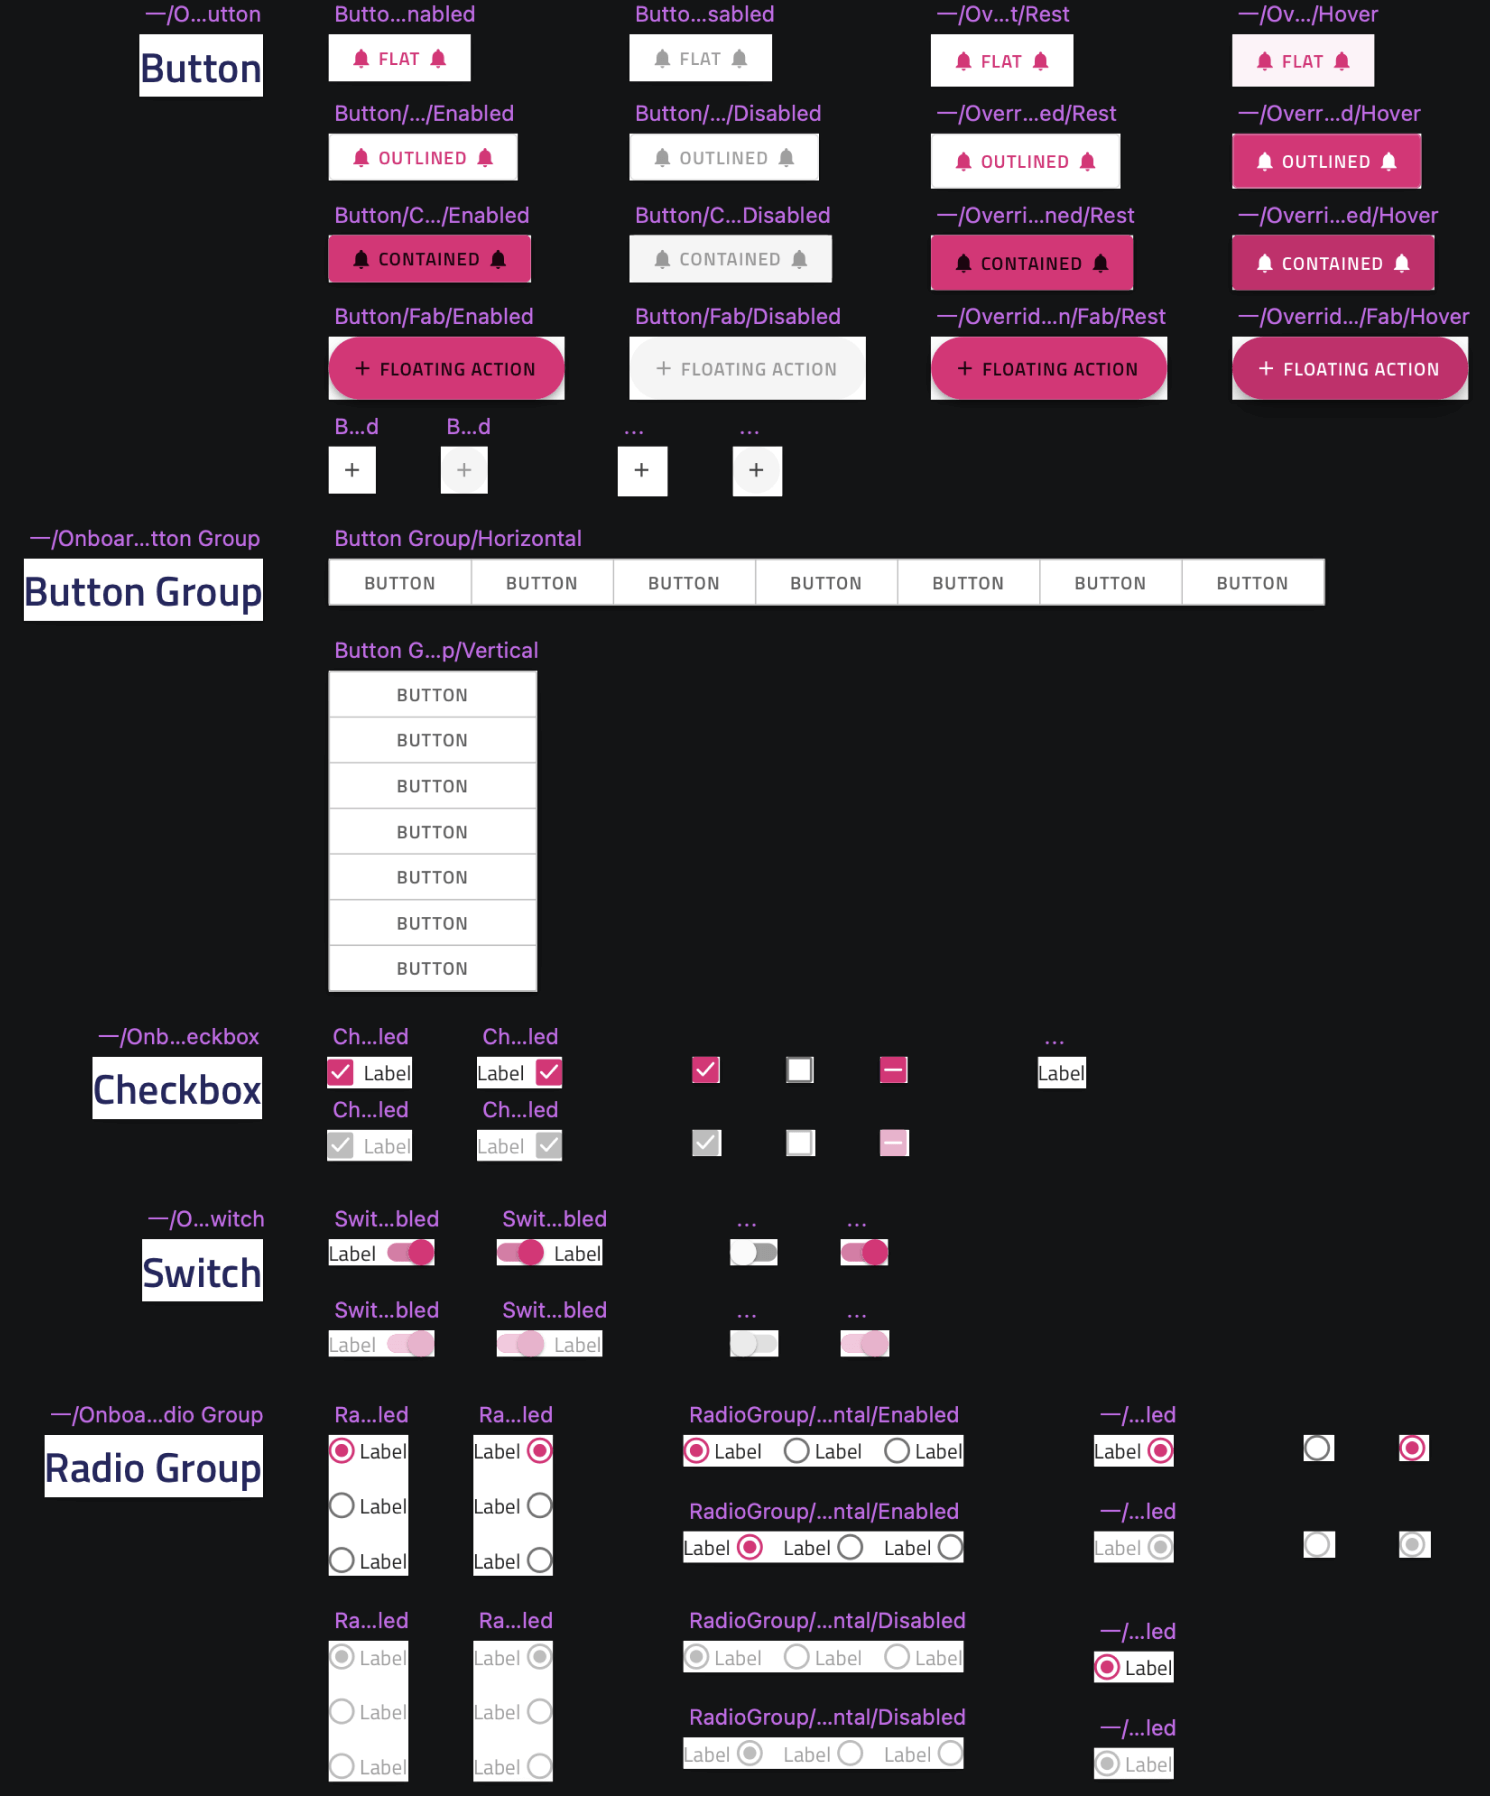 —/O...utton
Butto...nabled
Butto...sabled
—/Ov...t/Rest
—/Ov.../Hover
Button
FLAT
FLAT
FLAT
FLAT
Button/.../Enabled
Button/.../Disabled
—/Overr...ed/Rest
—/Overr...d/Hover
OUTLINED
OUTLINED
OUTLINED
OUTLINED
Button/C.../Enabled
Button/C...Disabled
—/Overri...ned/Rest
—/Overri...ed/Hover
CONTAINED
CONTAINED
CONTAINED
CONTAINED
Button/Fab/Enabled
Button/Fab/Disabled
—/Overrid...n/Fab/Rest
—/Overrid.../Fab/Hover
+ FLOATING ACTION
+ FLOATING ACTION
+ FLOATING ACTION
+ FLOATING ACTION
B...d
B...d
...
...
+
+
+
+
—/Onboar...tton Group
Button Group/Horizontal
Button Group
BUTTON BUTTON BUTTON BUTTON BUTTON BUTTON BUTTON
Button G...p/Vertical
BUTTON
BUTTON
BUTTON
BUTTON
BUTTON
BUTTON
BUTTON
—/Onb...eckbox
Ch...led
Ch...led
...
Checkbox
Label
Label
Label
Ch...led
Ch...led
Label
Label
—/O...witch
Swit...bled
Swit...bled
...
...
Switch
Label
Label
Swit...bled
Swit...bled
...
...
Label
Label
—/Onboa...dio Group
Ra...led
Ra...led
RadioGroup/...ntal/Enabled
—/...led
Radio Group
Label
Label
Label Label Label
Label
Label
Label
RadioGroup/...ntal/Enabled
—/...led
Label Label Label
Label
Label
Label
Ra...led
Ra...led
RadioGroup/...ntal/Disabled
—/...led
Label
Label
Label Label Label
Label
Label
Label
RadioGroup/...ntal/Disabled
—/...led
Label Label Label
Label
Label
Label